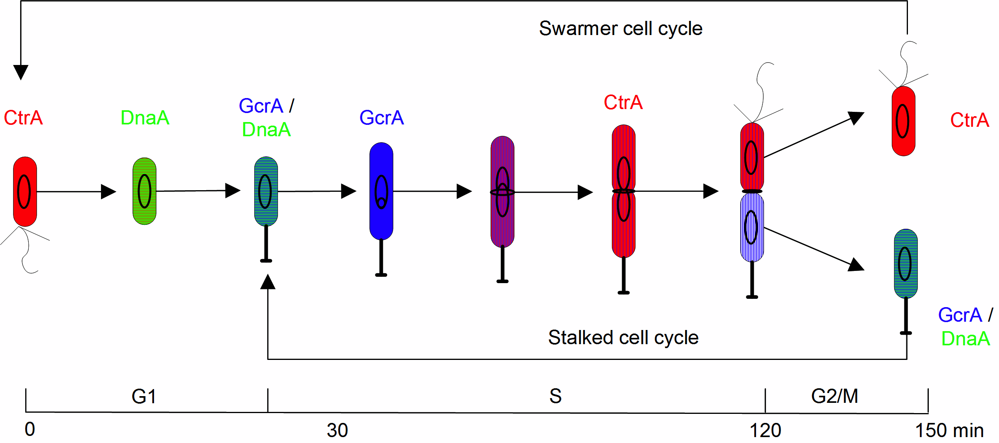 Swarmer cell cycle
CtrA
DnaA
GcrA /
DnaA
GcrA
CtrA
CtrA
GcrA /
DnaA
Stalked cell cycle
G1
S
G2/M
0
30
120
150 min